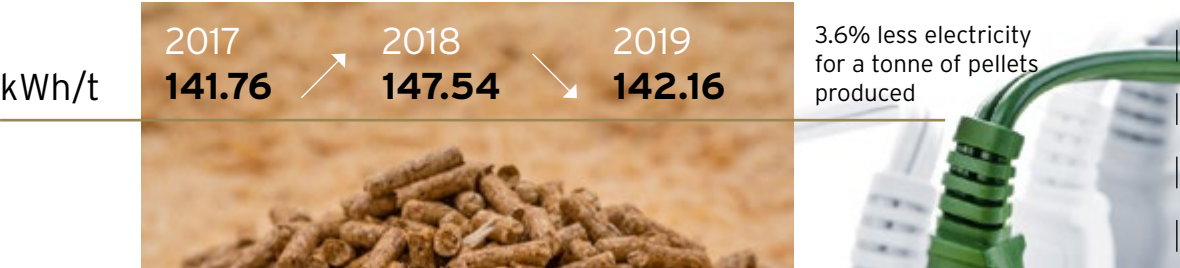 2017 2018 2019
kWh/t 141.76 147.54 142.16
3.6% less electricity
for a tonne of pellets
produced